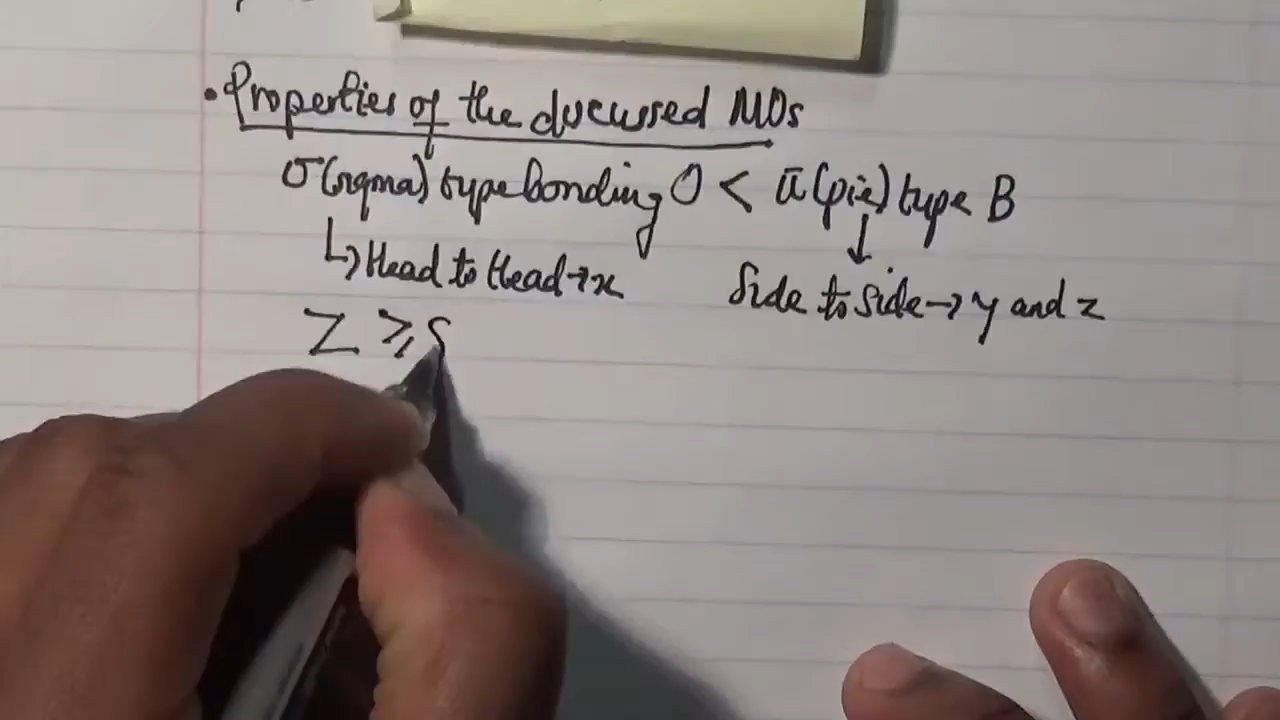 • Properties of the discussed MOs
σ(sigma) type bonding O < π(pie) type B
↳ Head to Head → x Side to side → y and z
Z ≥